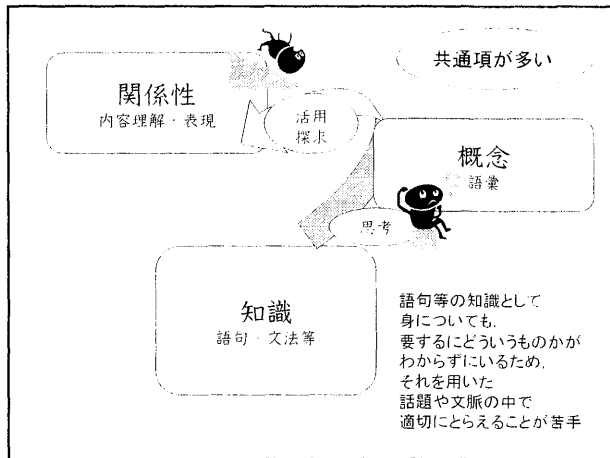 共通項が多い
関係性
内容理解・表現
活用
探求
概念
語彙
思考
知識
語句・文法等
語句等の知識として
身についても,
要するにどういうものかが
わからずにいるため,
それを用いた
話題や文脈の中で
適切にとらえることが苦手